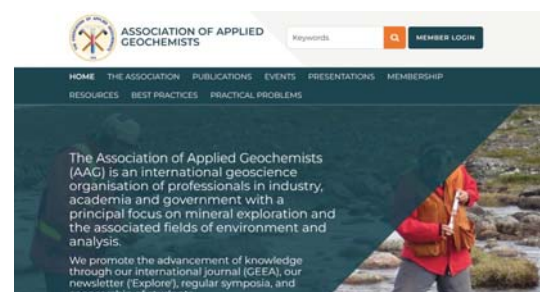 ASSOCIATION OF APPLIED
GEOCHEMISTS
Keywords
MEMBER LOGIN
HOME THE ASSOCIATION PUBLICATIONS EVENTS PRESENTATIONS MEMBERSHIP
RESOURCES BEST PRACTICES PRACTICAL PROBLEMS
The Association of Applied Geochemists
(AAG) is an international geoscience
organisation of professionals in industry,
academia and government with a
principal focus on mineral exploration and
the associated fields of environment and
analysis.
We promote the advancement of knowledge
through our international journal (GEEA), our
newsletter ('Explore'), regular symposia, and